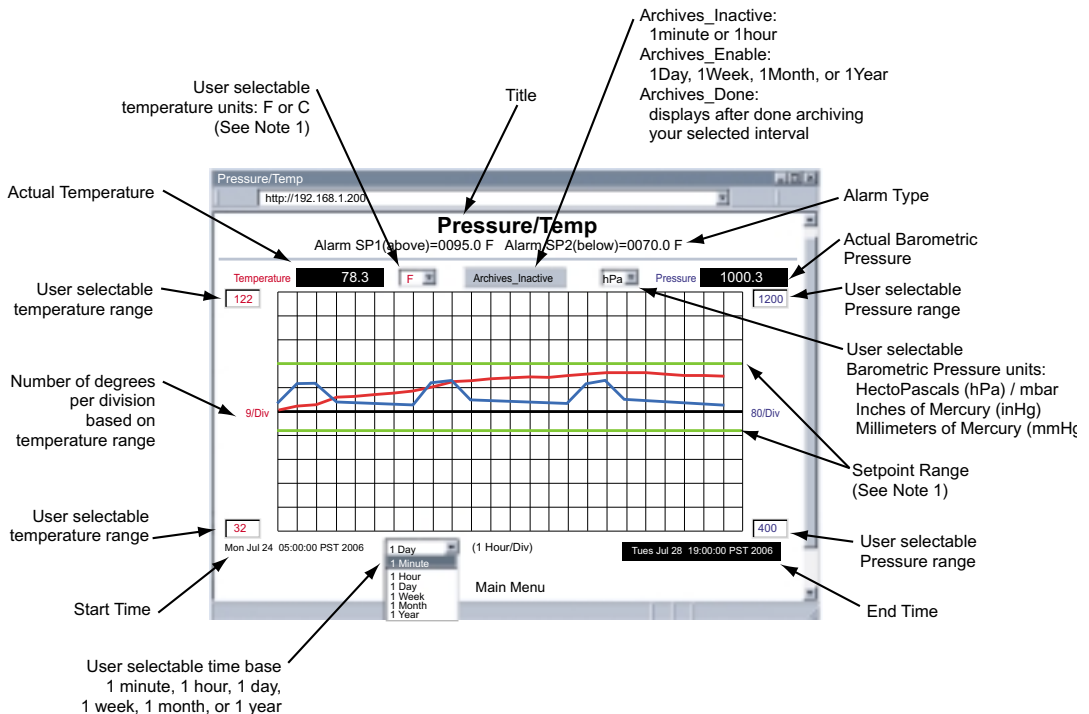 Archives_Inactive:
1minute or 1hour
Archives_Enable:
1Day, 1Week, 1Month, or 1Year
Archives_Done:
displays after done archiving
your selected interval
User selectable
temperature units: F or C
(See Note 1)
Title
Actual Temperature
Alarm Type
Actual Barometric
Pressure
User selectable
temperature range
User selectable
Pressure range
Number of degrees
per division
based on
temperature range
User selectable
Barometric Pressure units:
HectoPascals (hPa) / mbar
Inches of Mercury (inHg)
Millimeters of Mercury (mmHg
Setpoint Range
(See Note 1)
User selectable
temperature range
User selectable
Pressure range
Start Time
End Time
User selectable time base
1 minute, 1 hour, 1 day,
1 week, 1 month, or 1 year
Pressure/Temp
http://192.168.1.200
Pressure/Temp
Alarm SP1(above)=0095.0 F Alarm SP2(below)=0070.0 F
Temperature 78.3 F Archives_Inactive hPa Pressure 1000.3
122 1200
9/Div 80/Div
32 400
Mon Jul 24 05:00:00 PST 2006 1 Day (1 Hour/Div) Tues Jul 28 19:00:00 PST 2006
1 Minute
1 Hour
1 Day
1 Week
1 Month
1 Year
Main Menu